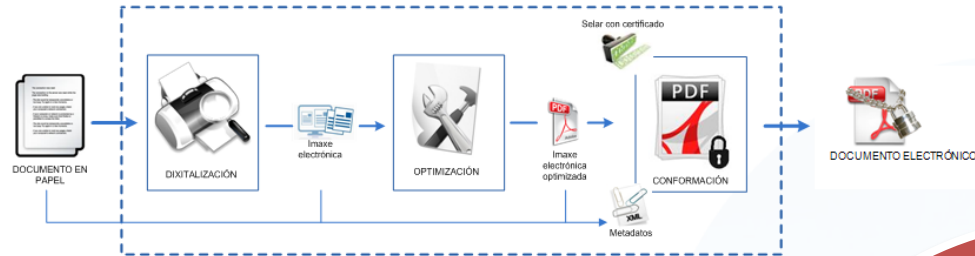 Selar con certificado
PDF
PDF
PDF
DOCUMENTO EN
PAPEL
DIXITALIZACIÓN
Imaxe
electrónica
OPTIMIZACIÓN
Imaxe
electrónica
optimizada
CONFORMACIÓN
DOCUMENTO ELECTRÓNICO
XML
Metadatos